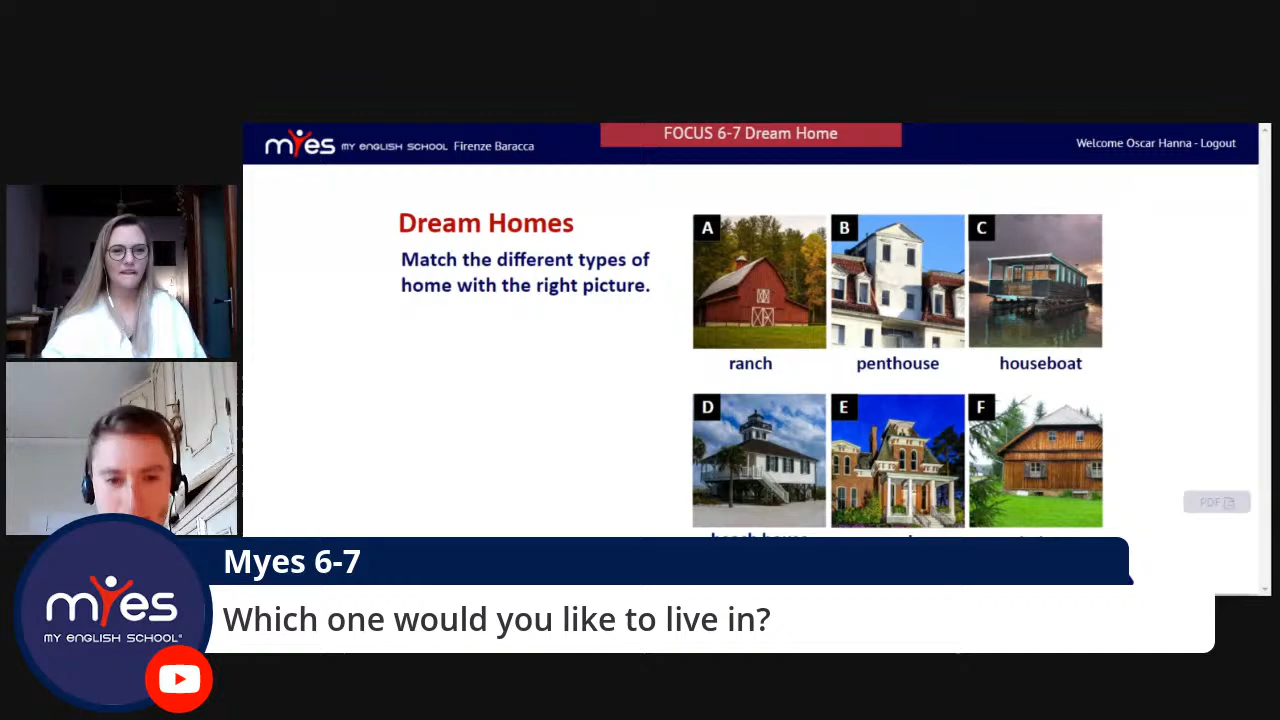 myes MY ENGLISH SCHOOL Firenze Baracca
FOCUS 6-7 Dream Home
Welcome Oscar Hanna - Logout
Dream Homes
Match the different types of
home with the right picture.
A
B
C
ranch
penthouse
houseboat
D
E
F
beach house
PDF
Myes 6-7
Which one would you like to live in?
myes
MY ENGLISH SCHOOL®